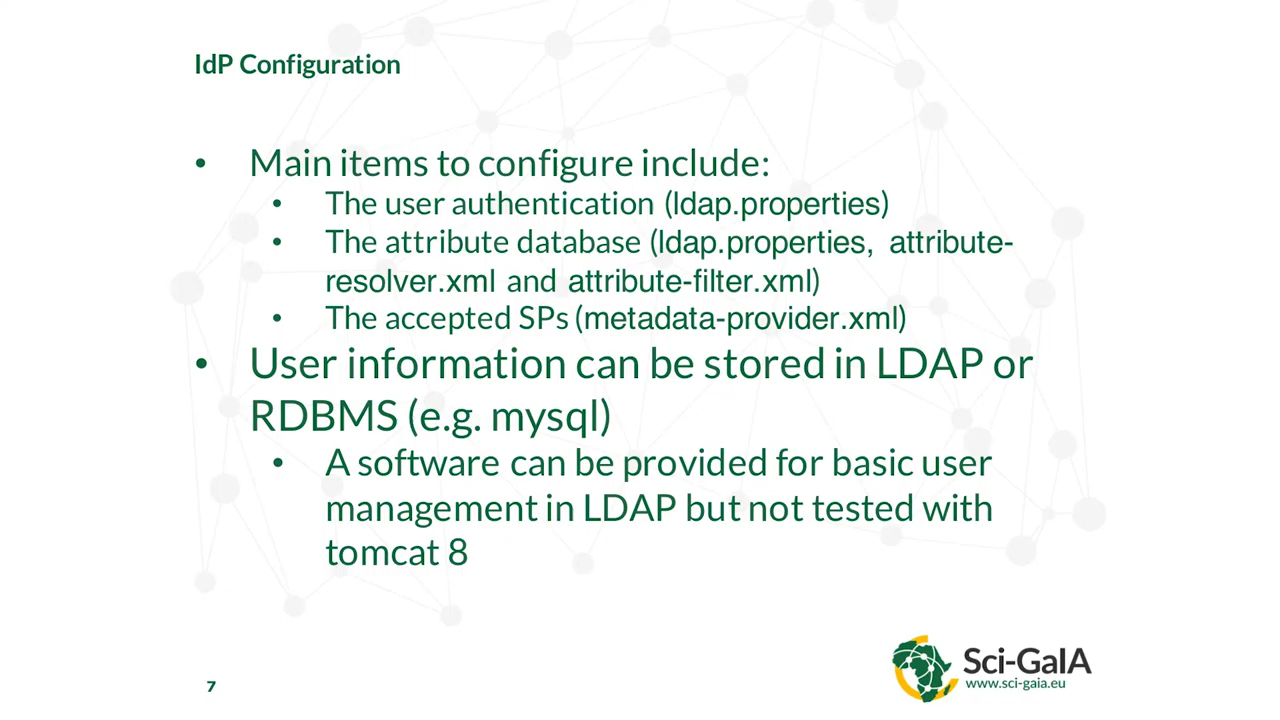 IdP Configuration
• Main items to configure include:
• The user authentication (ldap.properties)
• The attribute database (ldap.properties, attribute-
resolver.xml and attribute-filter.xml)
• The accepted SPs (metadata-provider.xml)
• User information can be stored in LDAP or
RDBMS (e.g. mysql)
• A software can be provided for basic user
management in LDAP but not tested with
tomcat 8
7
Sci-GaIA
www.sci-gaia.eu